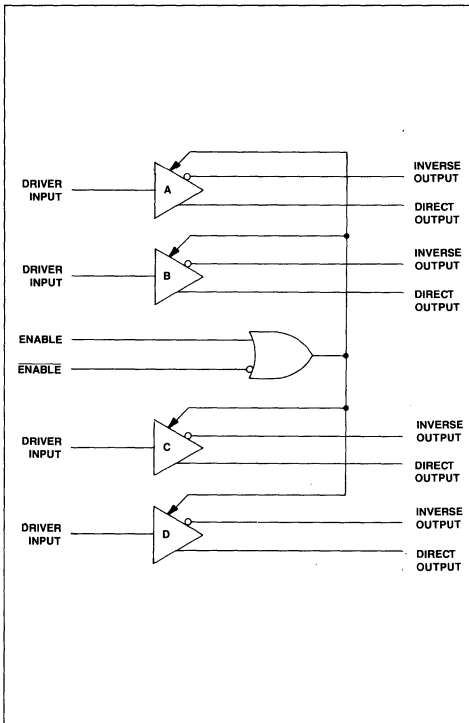 INVERSE
OUTPUT
A
DRIVER
INPUT
DIRECT
OUTPUT
INVERSE
OUTPUT
B
DRIVER
INPUT
DIRECT
OUTPUT
ENABLE
ENABLE
INVERSE
OUTPUT
C
DRIVER
INPUT
DIRECT
OUTPUT
INVERSE
OUTPUT
D
DRIVER
INPUT
DIRECT
OUTPUT